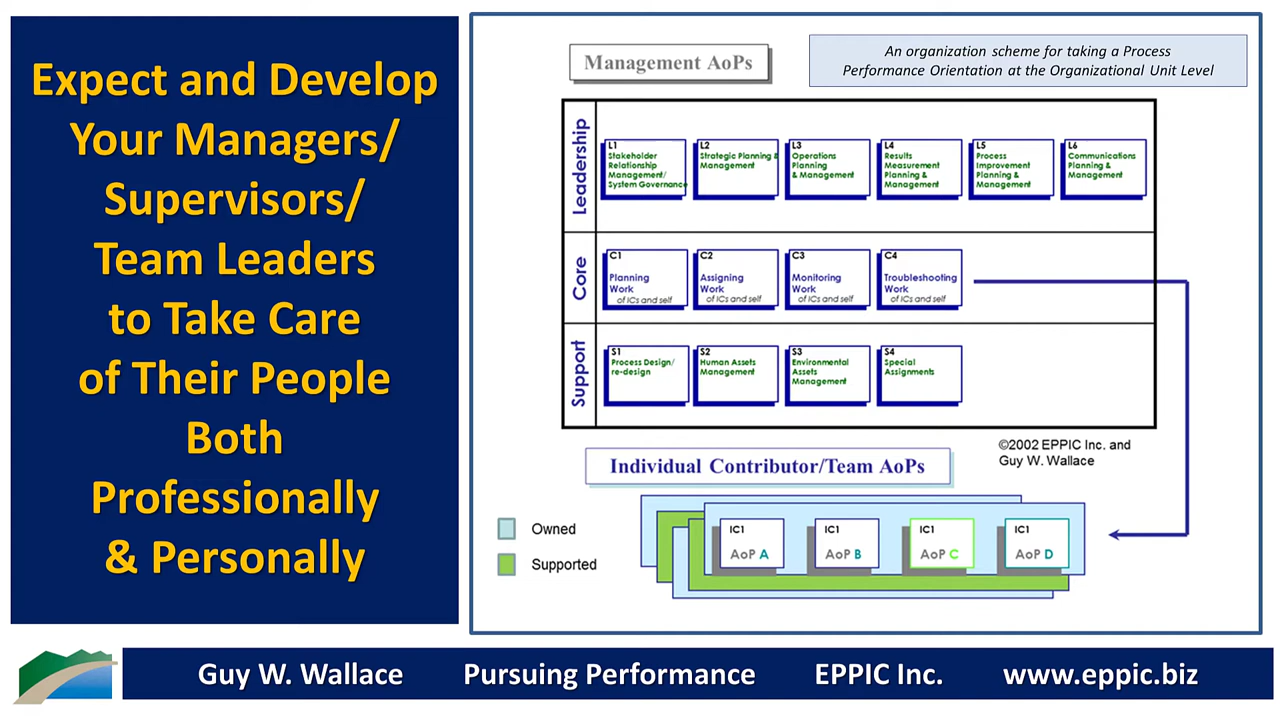 Expect and Develop
Your Managers/
Supervisors/
Team Leaders
to Take Care
of Their People
Both
Professionally
& Personally
Management AoPs
An organization scheme for taking a Process
Performance Orientation at the Organizational Unit Level
Leadership
L1
Stakeholder
Relationship
Management/
System Governance
L2
Strategic Planning &
Management
L3
Operations
Planning
& Management
L4
Results
Measurement
Planning &
Management
L5
Process
Improvement
Planning &
Management
L6
Communications
Planning &
Management
Core
C1
Planning
Work
of ICs and self
C2
Assigning
Work
of ICs and self
C3
Monitoring
Work
of ICs and self
C4
Troubleshooting
Work
of ICs and self
Support
S1
Process Design/
re-design
S2
Human Assets
Management
S3
Environmental
Assets
Management
S4
Special
Assignments
©2002 EPPIC Inc. and
Guy W. Wallace
Individual Contributor/Team AoPs
Owned
Supported
IC1
AoP A
IC1
AoP B
IC1
AoP C
IC1
AoP D
Guy W. Wallace Pursuing Performance EPPIC Inc. www.eppic.biz